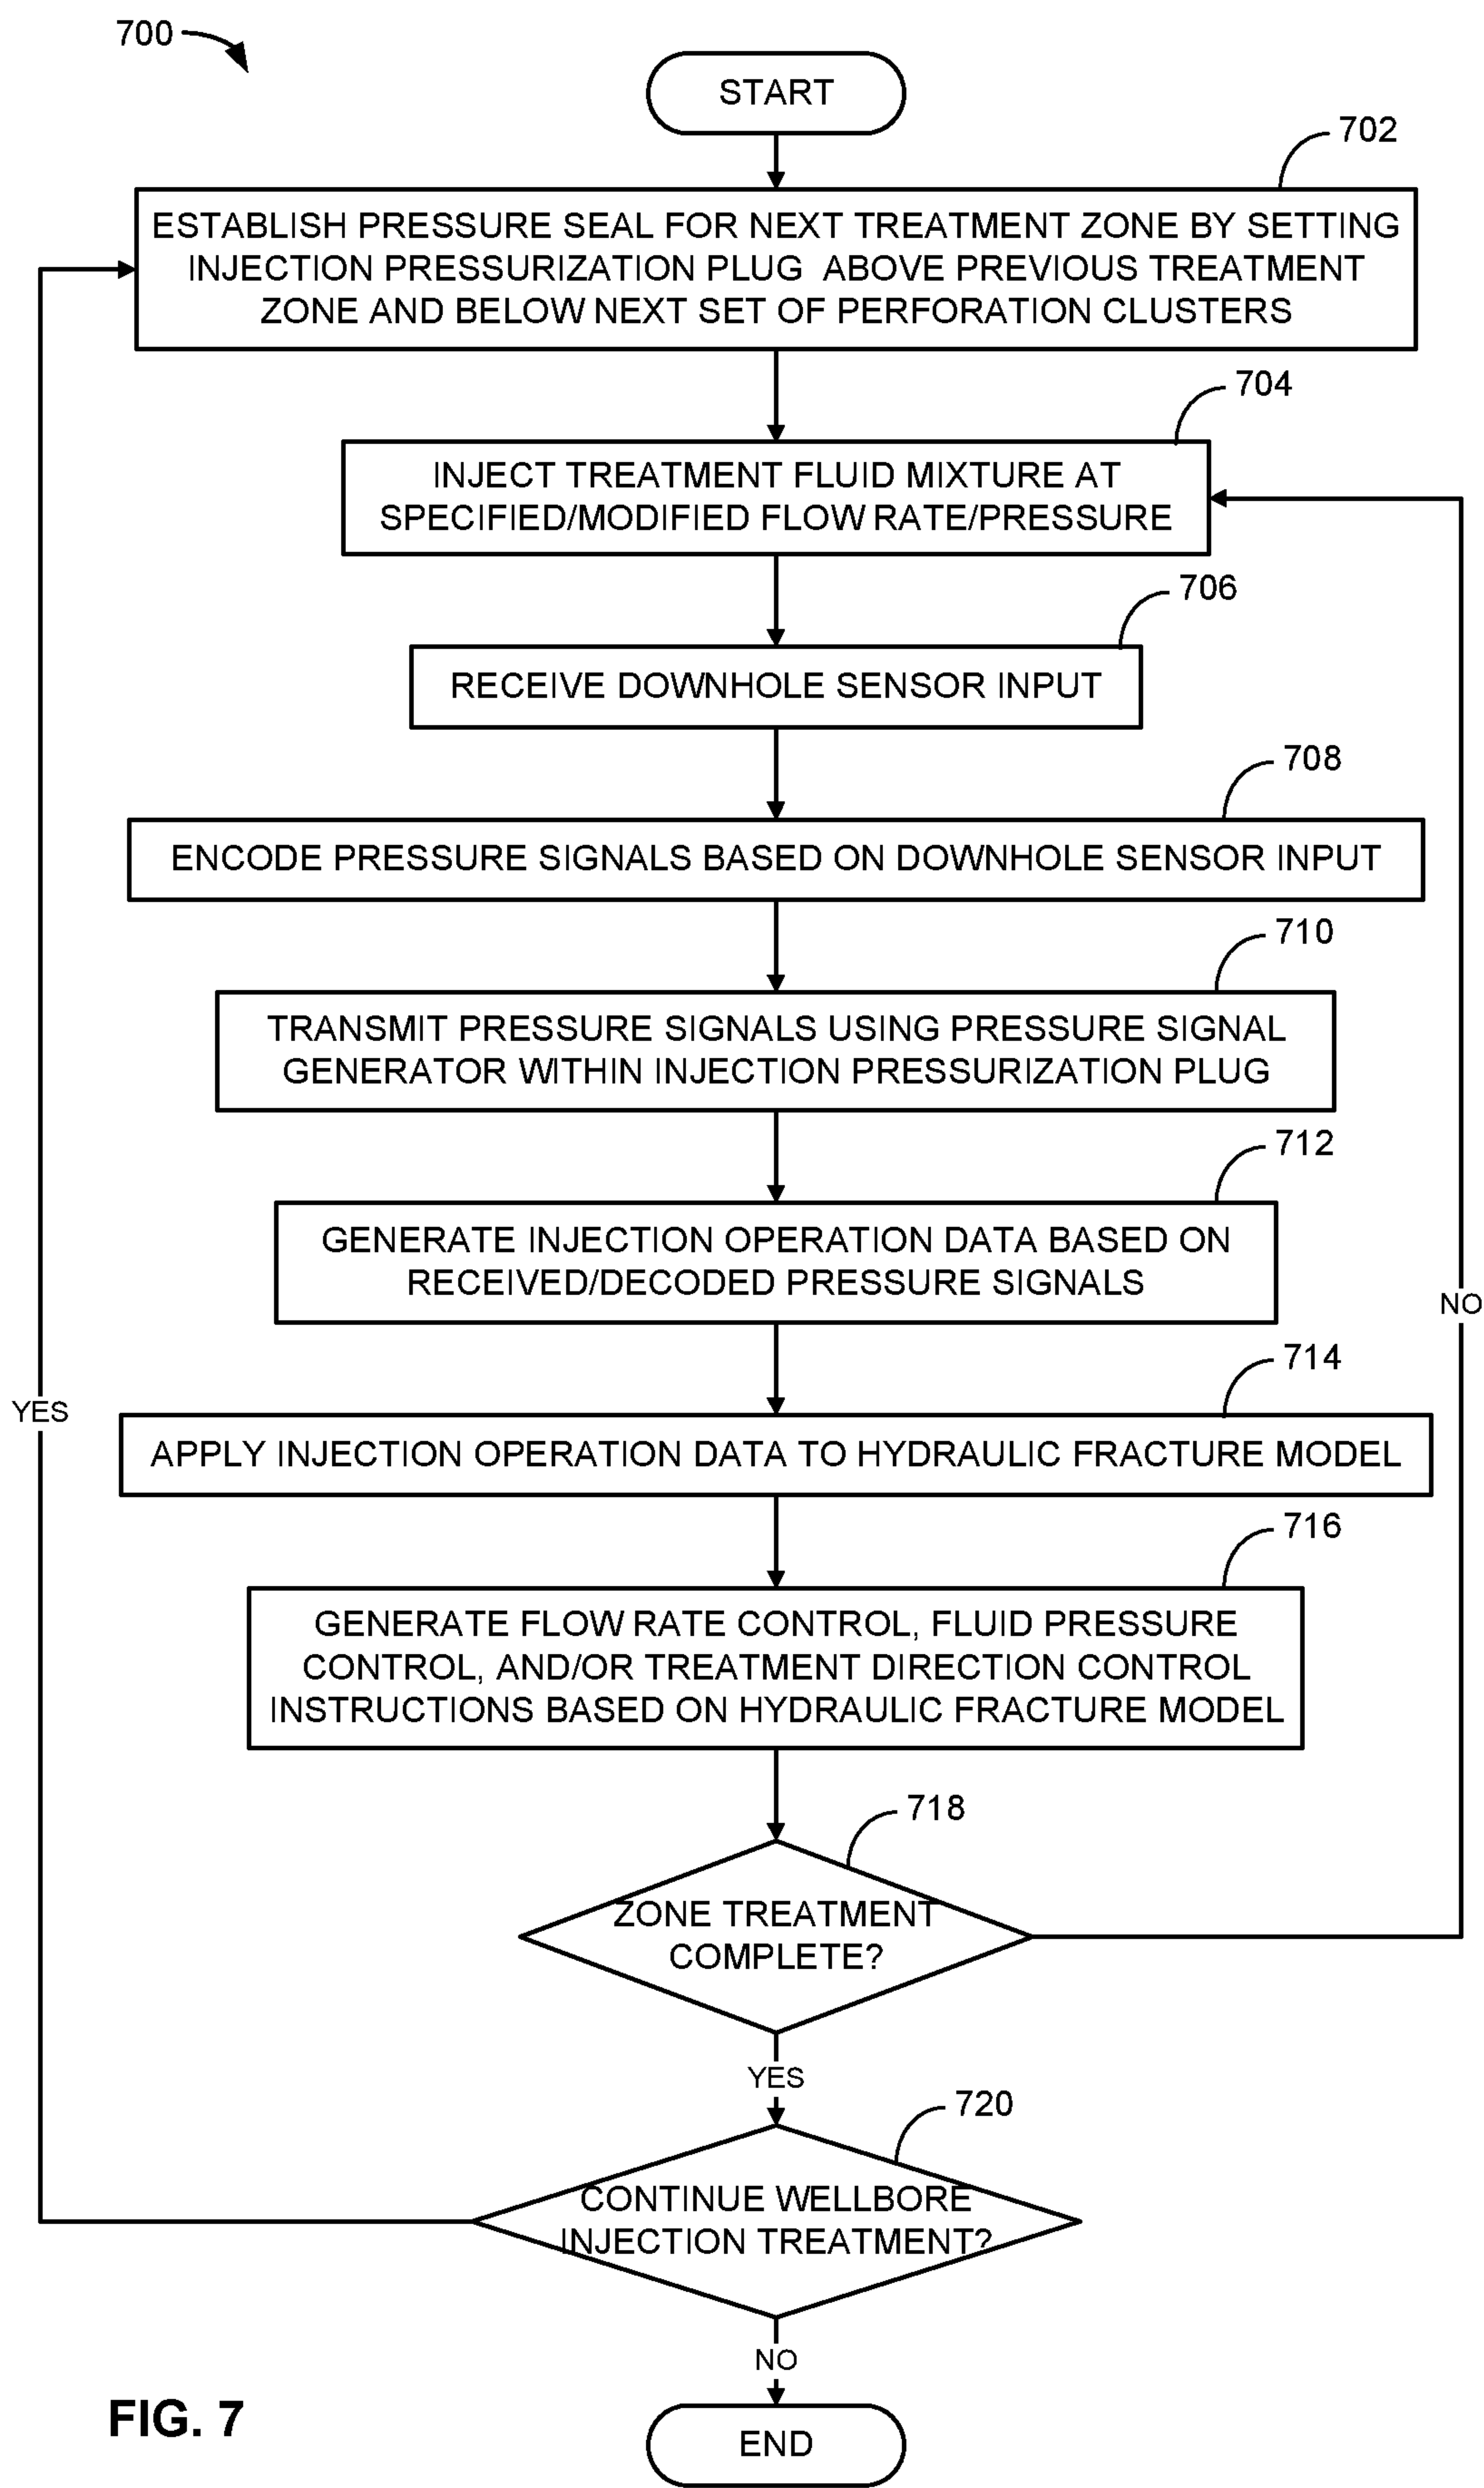 700
START
702
ESTABLISH PRESSURE SEAL FOR NEXT TREATMENT ZONE BY SETTING
INJECTION PRESSURIZATION PLUG ABOVE PREVIOUS TREATMENT
ZONE AND BELOW NEXT SET OF PERFORATION CLUSTERS
704
INJECT TREATMENT FLUID MIXTURE AT
SPECIFIED/MODIFIED FLOW RATE/PRESSURE
706
RECEIVE DOWNHOLE SENSOR INPUT
708
ENCODE PRESSURE SIGNALS BASED ON DOWNHOLE SENSOR INPUT
710
TRANSMIT PRESSURE SIGNALS USING PRESSURE SIGNAL
GENERATOR WITHIN INJECTION PRESSURIZATION PLUG
712
GENERATE INJECTION OPERATION DATA BASED ON
RECEIVED/DECODED PRESSURE SIGNALS
NO
714
YES
APPLY INJECTION OPERATION DATA TO HYDRAULIC FRACTURE MODEL
716
GENERATE FLOW RATE CONTROL, FLUID PRESSURE
CONTROL, AND/OR TREATMENT DIRECTION CONTROL
INSTRUCTIONS BASED ON HYDRAULIC FRACTURE MODEL
718
ZONE TREATMENT
COMPLETE?
YES
720
CONTINUE WELLBORE
INJECTION TREATMENT?
NO
FIG. 7
END